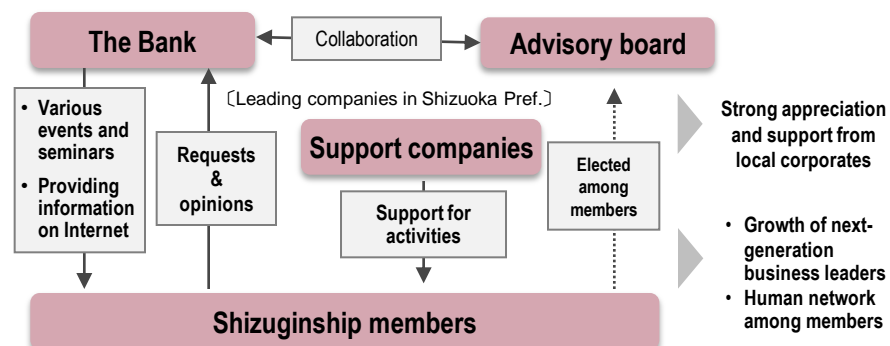 The Bank
Collaboration
Advisory board
• Various
events and
seminars
• Providing
information
on Internet
Requests
&
opinions
〔Leading companies in Shizuoka Pref.〕
Support companies
Support for
activities
Elected
among
members
Strong appreciation
and support from
local corporates
• Growth of next-
generation
business leaders
• Human network
among members
Shizuginship members